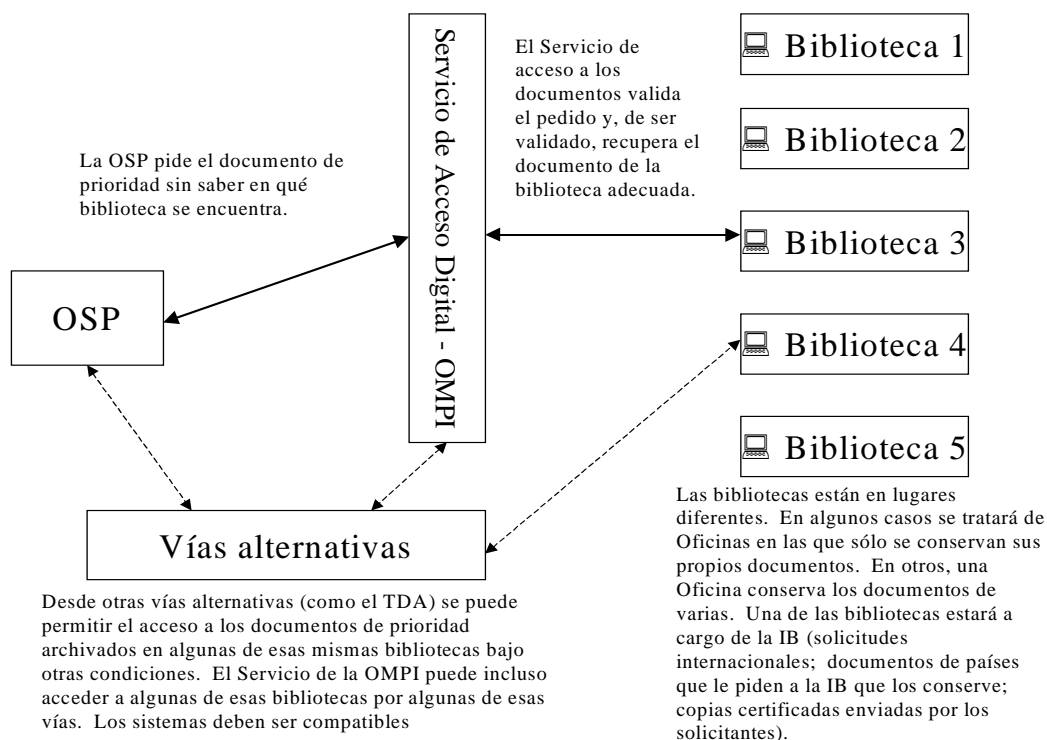 La OSP pide el documento de
prioridad sin saber en qué
biblioteca se encuentra.
OSP
Servicio de Acceso Digital - OMPI
El Servicio de
acceso a los
documentos valida
el pedido y, de ser
validado, recupera el
documento de la
biblioteca adecuada.
Biblioteca 1
Biblioteca 2
Biblioteca 3
Biblioteca 4
Biblioteca 5
Vías alternativas
Desde otras vías alternativas (como el TDA) se puede
permitir el acceso a los documentos de prioridad
archivados en algunas de esas mismas bibliotecas bajo
otras condiciones. El Servicio de la OMPI puede incluso
acceder a algunas de esas bibliotecas por algunas de esas
vías. Los sistemas deben ser compatibles
Las bibliotecas están en lugares
diferentes. En algunos casos se tratará de
Oficinas en las que sólo se conservan sus
propios documentos. En otros, una
Oficina conserva los documentos de
varias. Una de las bibliotecas estará a
cargo de la IB (solicitudes
internacionales; documentos de países
que le piden a la IB que los conserve;
copias certificadas enviadas por los
solicitantes).